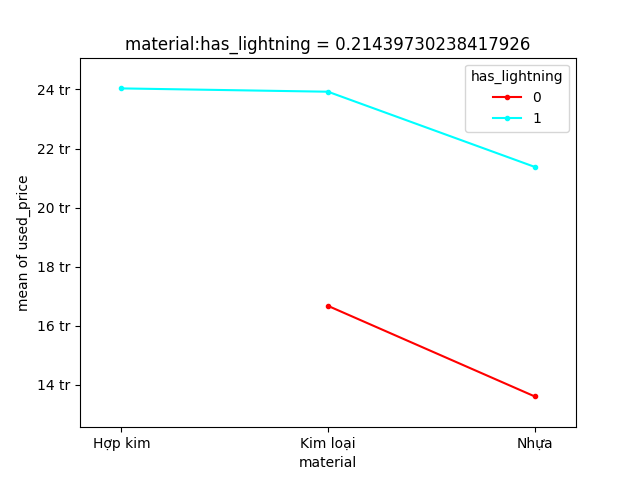 material:has_lightning = 0.21439730238417926
has_lightning
0
1
24 tr
22 tr
20 tr
18 tr
16 tr
14 tr
mean of used_price
Hợp kim
Kim loại
Nhựa
material